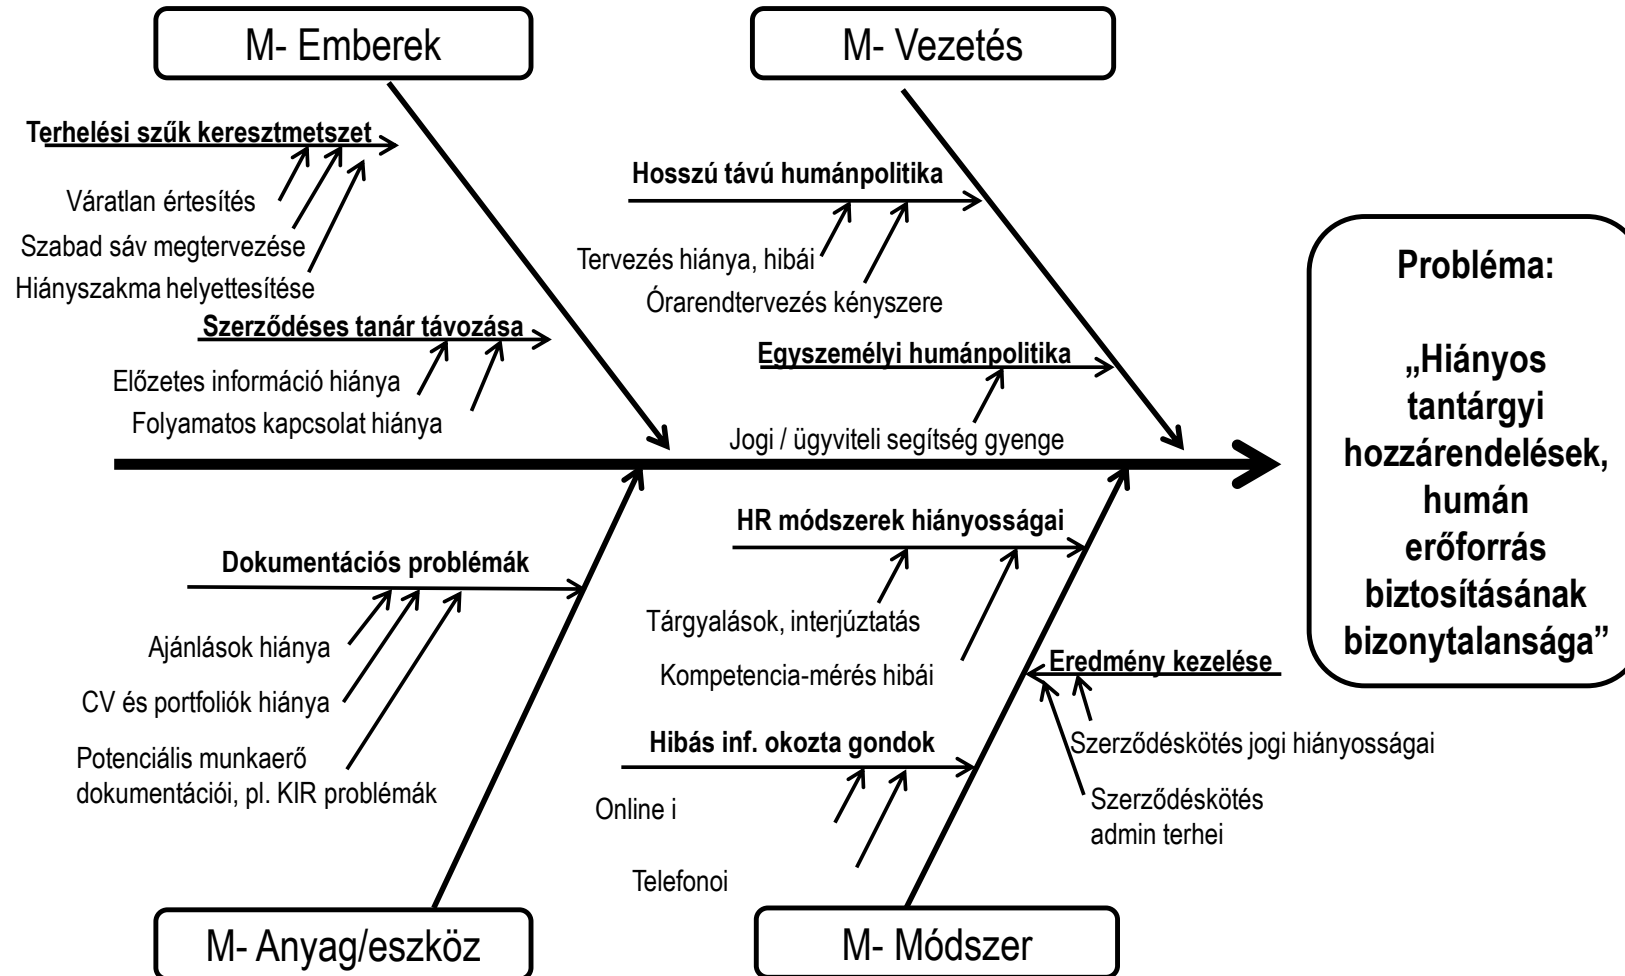 M- Emberek
M- Vezetés
Terhelési szűk keresztmetszet
Váratlan értesítés
Szabad sáv megtervezése
Hiányszakma helyettesítése
Szerződéses tanár távozása
Előzetes információ hiánya
Folyamatos kapcsolat hiánya
Hosszú távú humánpolitika
Tervezés hiánya, hibái
Órarendtervezés kényszere
Egyszemélyi humánpolitika
Jogi / ügyviteli segítség gyenge
Probléma:
„Hiányos
tantárgyi
hozzárendelések,
humán
erőforrás
biztosításának
bizonytalansága”
Dokumentációs problémák
Ajánlások hiánya
CV és portfoliók hiánya
Potenciális munkaerő
dokumentációi, pl. KIR problémák
HR módszerek hiányosságai
Tárgyalások, interjúztatás
Kompetencia-mérés hibái
Eredmény kezelése
Szerződéskötés jogi hiányosságai
Szerződéskötés
admin terhei
Hibás inf. okozta gondok
Online i
Telefonoi
M- Anyag/eszköz
M- Módszer